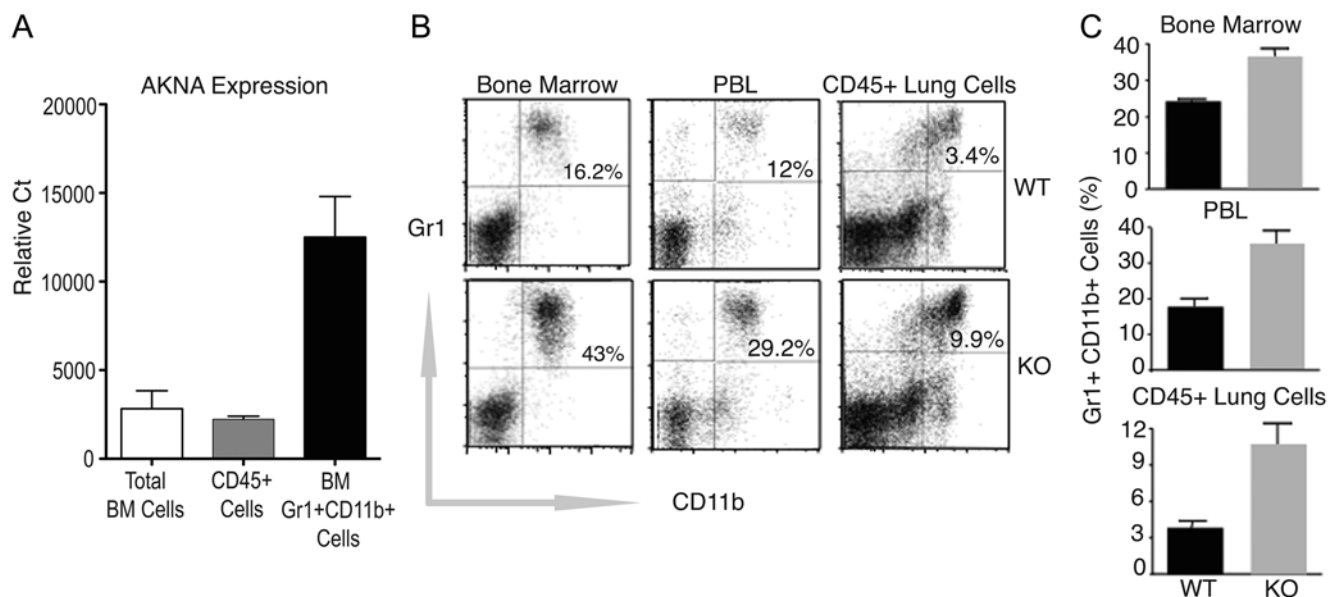 A
AKNA Expression
Relative Ct
20000
15000
10000
5000
0
Total
BM Cells
CD45+
Cells
BM
Gr1+CD11b+
Cells
B
Bone Marrow
PBL
CD45+ Lung Cells
16.2%
12%
3.4%
WT
Gr1
43%
29.2%
9.9%
KO
CD11b
C
Gr1+ CD11b+ Cells (%)
Bone Marrow
40
30
20
10
0
PBL
40
30
20
10
0
CD45+ Lung Cells
12
9
6
3
0
WT
KO